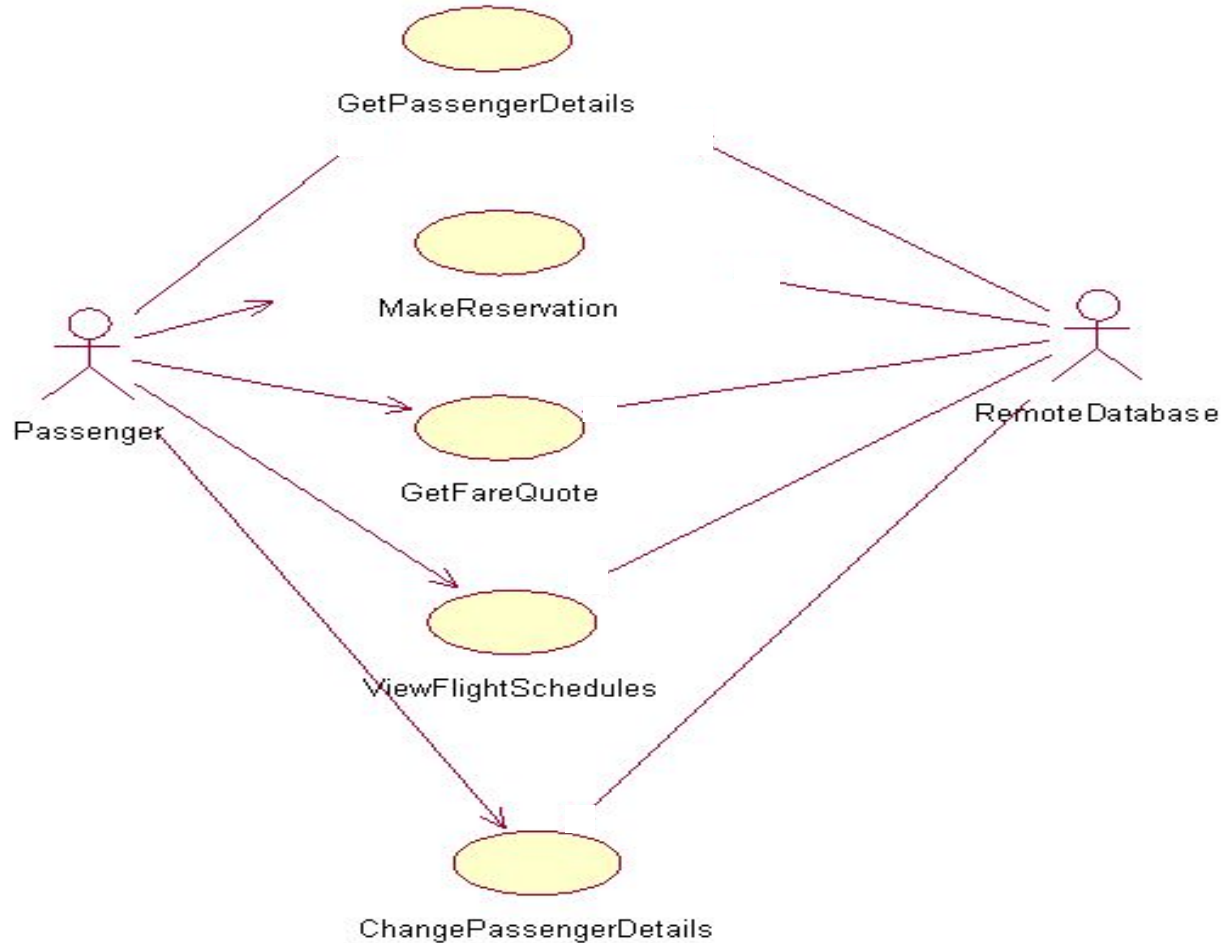 GetPassengerDetails
MakeReservation
Passenger
RemoteDatabase
GetFareQuote
ViewFlightSchedules
ChangePassengerDetails